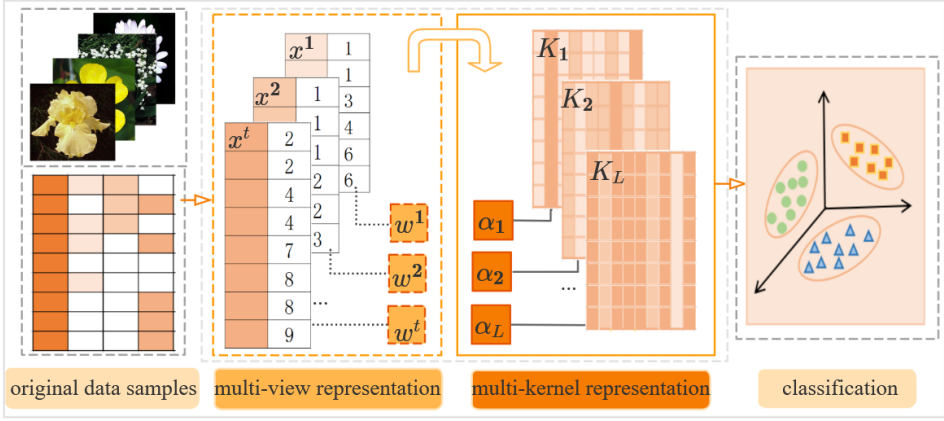 x¹ 1
1
3
4
6
6
x² 1
1
1
2
2
3
xᵗ 2
2
4
4
7
8
8
9
...
w¹
w²
wᵗ
K₁
K₂
K_L
α₁
α₂
...
α_L
original data samples
multi-view representation
multi-kernel representation
classification